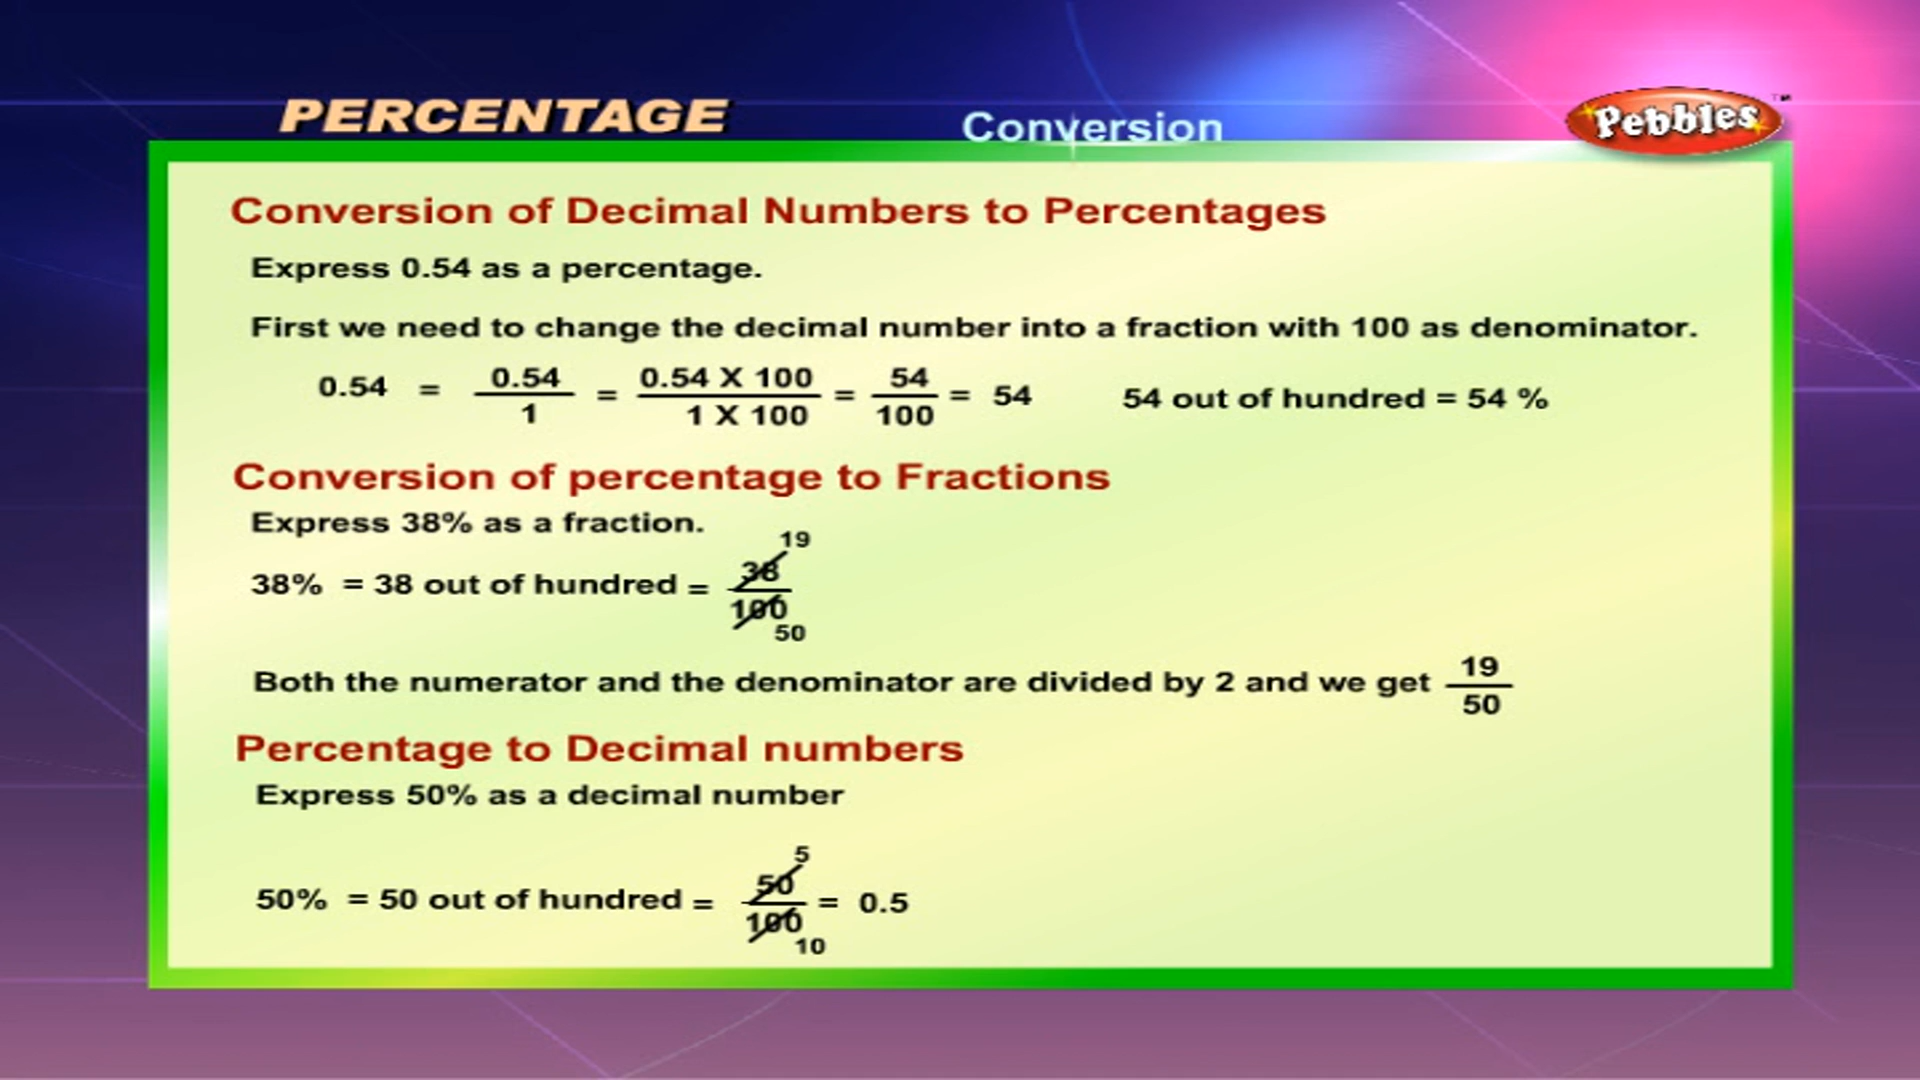 PERCENTAGE
Conversion
Pebbles™
Conversion of Decimal Numbers to Percentages
Express 0.54 as a percentage.
First we need to change the decimal number into a fraction with 100 as denominator.
0.54 = 0.54/1 = 0.54 X 100/1 X 100 = 54/100 = 54 54 out of hundred = 54 %
Conversion of percentage to Fractions
Express 38% as a fraction.
19
38% = 38 out of hundred = 38/100
50
Both the numerator and the denominator are divided by 2 and we get 19/50
Percentage to Decimal numbers
Express 50% as a decimal number
5
50% = 50 out of hundred = 50/100 = 0.5
10